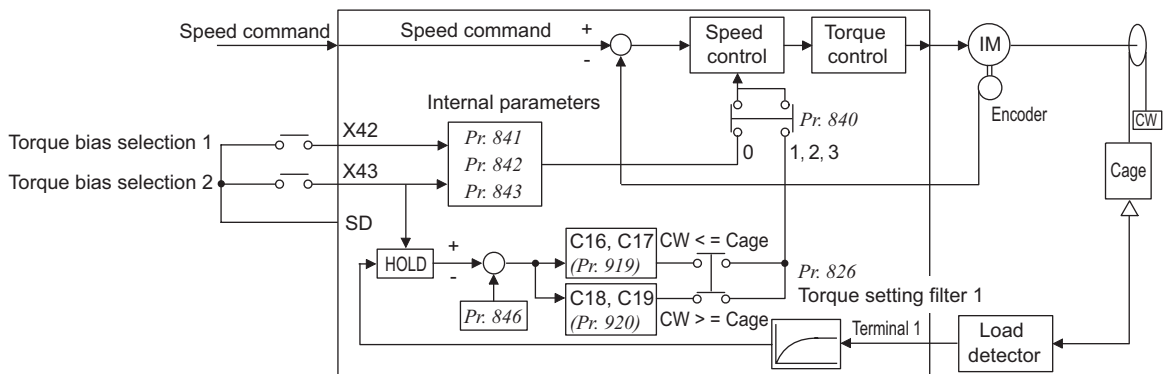 Speed command
Speed command
+
-
Speed
control
Torque
control
IM
Encoder
CW
Cage
Internal parameters
Torque bias selection 1
X42
Torque bias selection 2
X43
SD
Pr. 841
Pr. 842
Pr. 843
Pr. 840
0
1, 2, 3
HOLD
+
-
Pr. 846
C16, C17
(Pr. 919)
CW < = Cage
C18, C19
(Pr. 920)
CW > = Cage
Pr. 826
Torque setting filter 1
Terminal 1
Load
detector